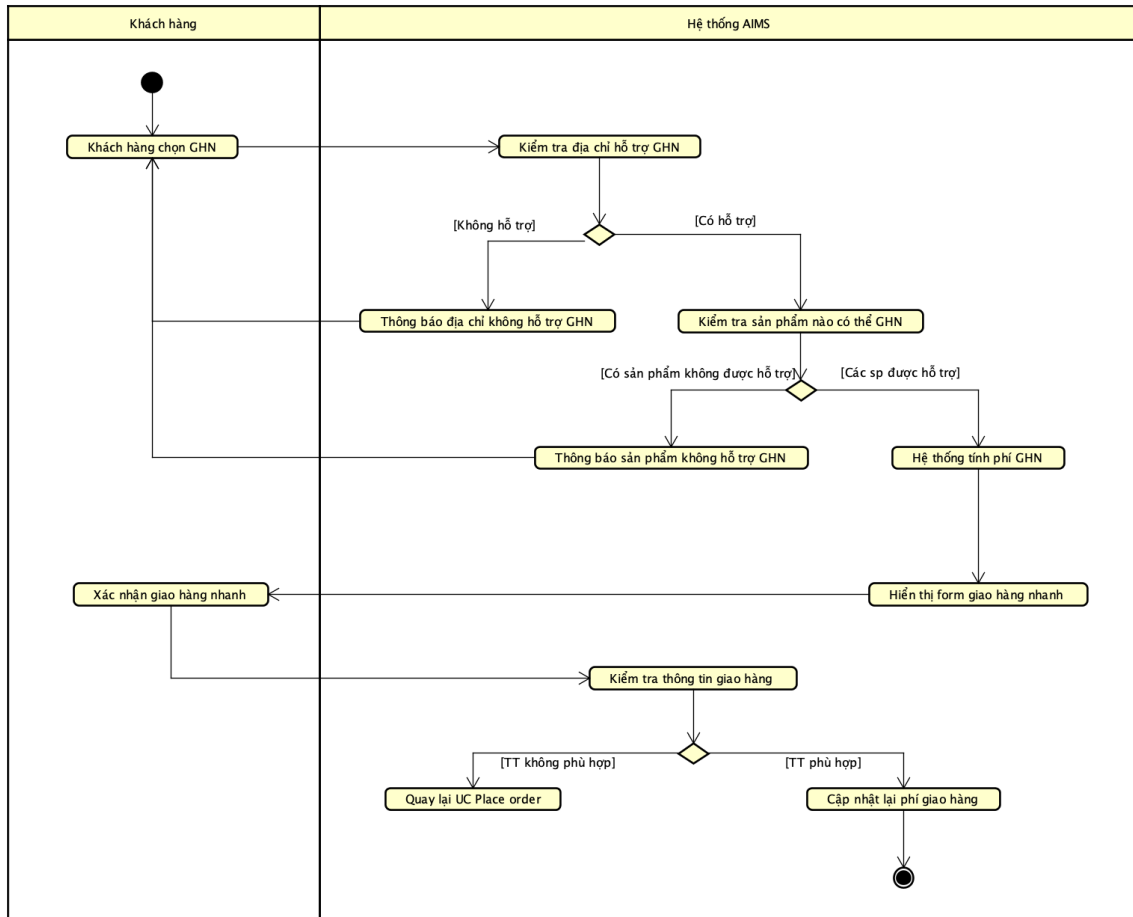 Khách hàng
Hệ thống AIMS
Khách hàng chọn GHN
Kiểm tra địa chỉ hỗ trợ GHN
[Không hỗ trợ]
[Có hỗ trợ]
Thông báo địa chỉ không hỗ trợ GHN
Kiểm tra sản phẩm nào có thể GHN
[Có sản phẩm không được hỗ trợ]
[Các sp được hỗ trợ]
Thông báo sản phẩm không hỗ trợ GHN
Hệ thống tính phí GHN
Xác nhận giao hàng nhanh
Hiển thị form giao hàng nhanh
Kiểm tra thông tin giao hàng
[TT không phù hợp]
[TT phù hợp]
Quay lại UC Place order
Cập nhật lại phí giao hàng